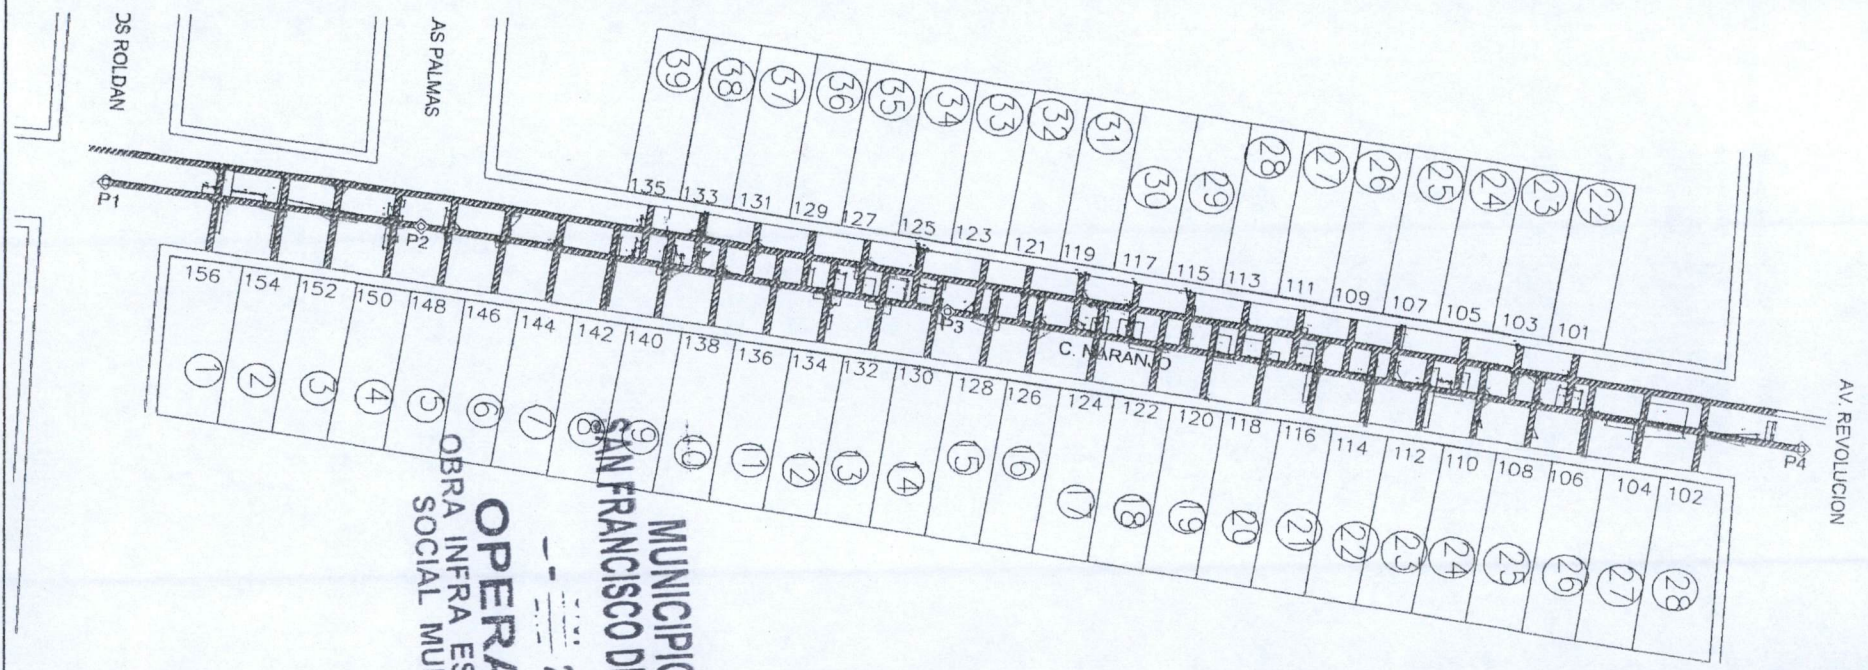 OS ROLDAN
AS PALMAS
39 38 37 36 35 34 33 32 31 30 29 28 27 26 25 24 23 22
135 133 131 129 127 125 123 121 119 117 115 113 111 109 107 105 103 101
P1
P2
P3
C. NARANJO
P4
AV. REVOLUCION
156 154 152 150 148 146 144 142 140 138 136 134 132 130 128 126 124 122 120 118 116 114 112 110 108 106 104 102
1 2 3 4 5 6 7 8 9 10 11 12 13 14 15 16 17 18 19 20 21 22 23 24 25 26 27 28
MUNICIPIO
SAN FRANCISCO DE
OPERA
OBRA INFRA ES
SOCIAL MU